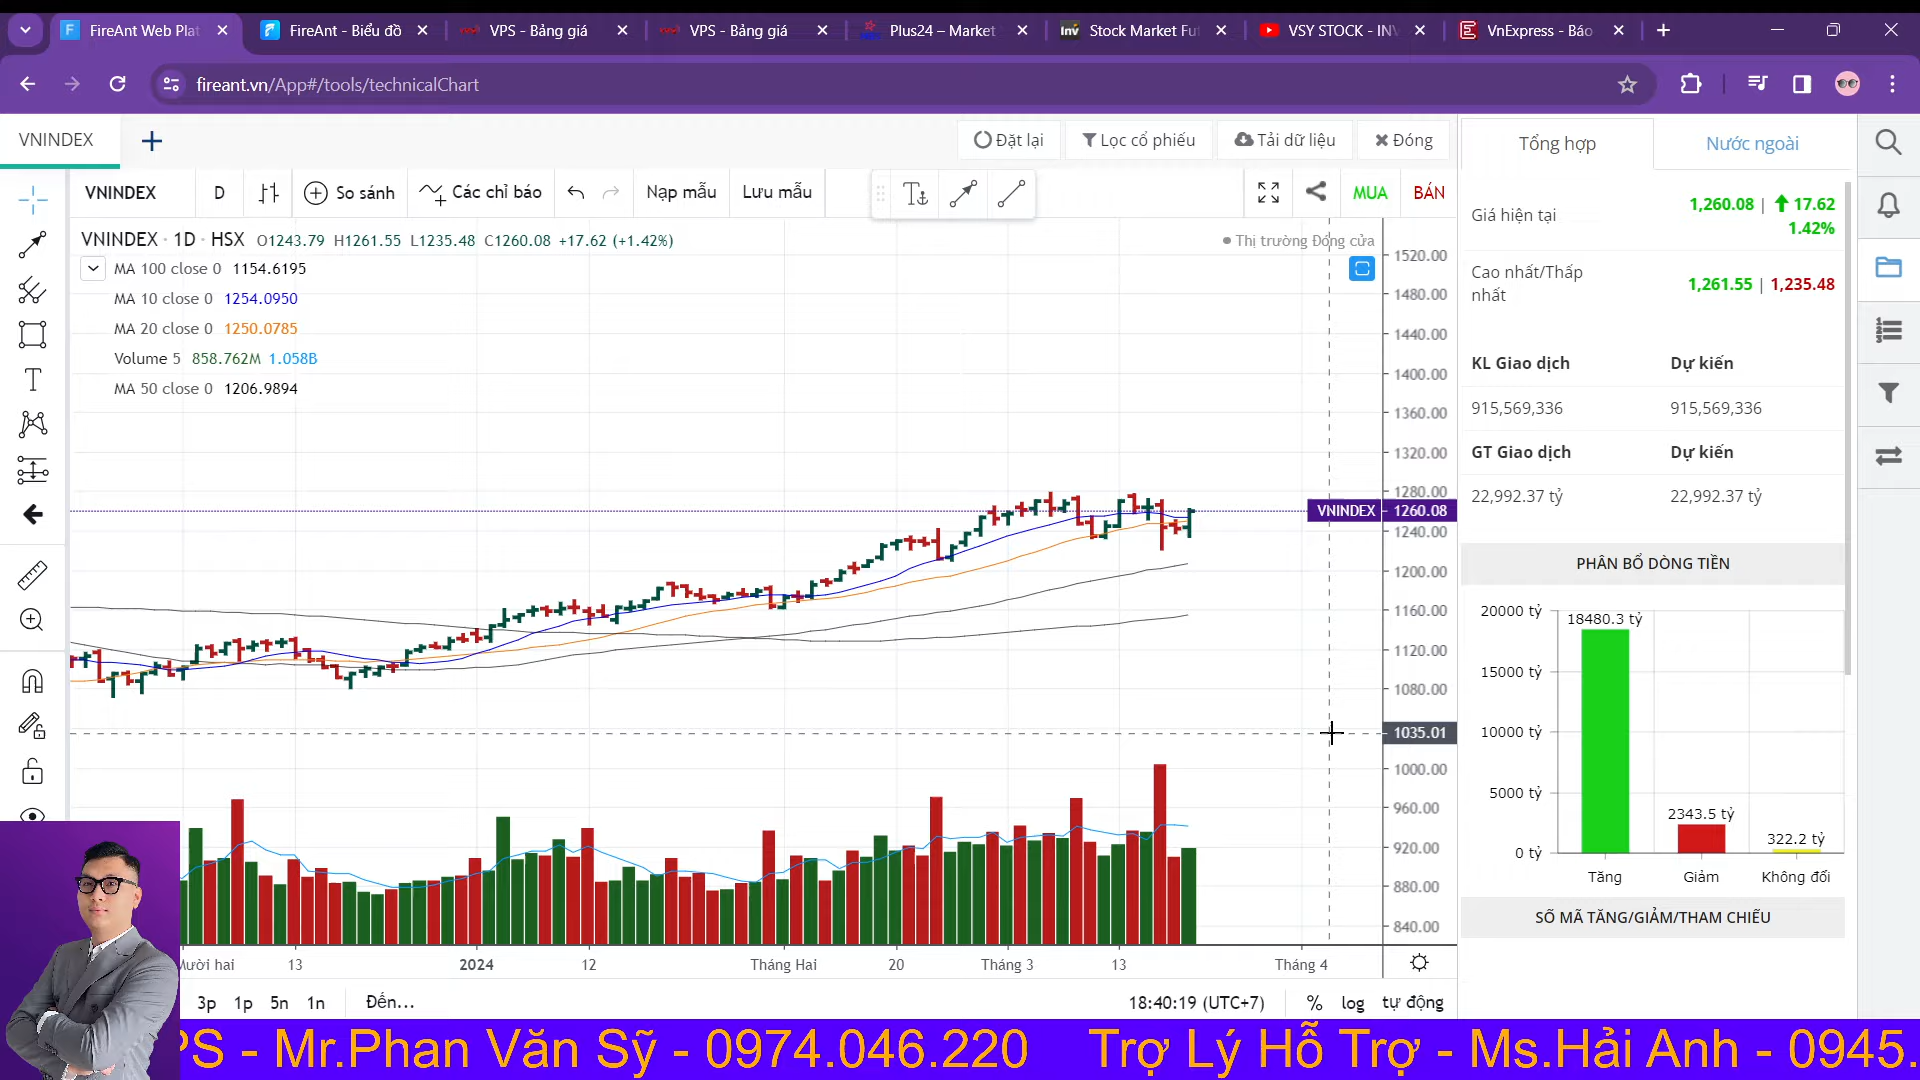 FireAnt Web Plat
FireAnt - Biểu đồ
VPS - Bảng giá
VPS - Bảng giá
Plus24 – Market
Stock Market Fut
VSY STOCK - INV
VnExpress - Báo
fireant.vn/App#/tools/technicalChart
VNINDEX
Đặt lại
Lọc cổ phiếu
Tải dữ liệu
Đóng
Tổng hợp
Nước ngoài
VNINDEX
D
So sánh
Các chỉ báo
Nạp mẫu
Lưu mẫu
MUA
BÁN
VNINDEX · 1D · HSX O1243.79 H1261.55 L1235.48 C1260.08 +17.62 (+1.42%)
Thị trường Đóng cửa
MA 100 close 0 1154.6195
MA 10 close 0 1254.0950
MA 20 close 0 1250.0785
Volume 5 858.762M 1.058B
MA 50 close 0 1206.9894
1520.00
1480.00
1440.00
1400.00
1360.00
1320.00
1280.00
VNINDEX 1260.08
1240.00
1200.00
1160.00
1120.00
1080.00
1035.01
1000.00
960.00
920.00
880.00
840.00
Mười hai
13
2024
12
Tháng Hai
20
Tháng 3
13
Tháng 4
3p
1p
5n
1n
Đến...
18:40:19 (UTC+7)
%
log
tự động
Giá hiện tại
1,260.08 | 17.62
1.42%
Cao nhất/Thấp nhất
1,261.55 | 1,235.48
KL Giao dịch
Dự kiến
915,569,336
915,569,336
GT Giao dịch
Dự kiến
22,992.37 tỷ
22,992.37 tỷ
PHÂN BỔ DÒNG TIỀN
20000 tỷ
15000 tỷ
10000 tỷ
5000 tỷ
0 tỷ
18480.3 tỷ
2343.5 tỷ
322.2 tỷ
Tăng
Giảm
Không đổi
SỐ MÃ TĂNG/GIẢM/THAM CHIẾU
PS - Mr.Phan Văn Sỹ - 0974.046.220 Trợ Lý Hỗ Trợ - Ms.Hải Anh - 0945.